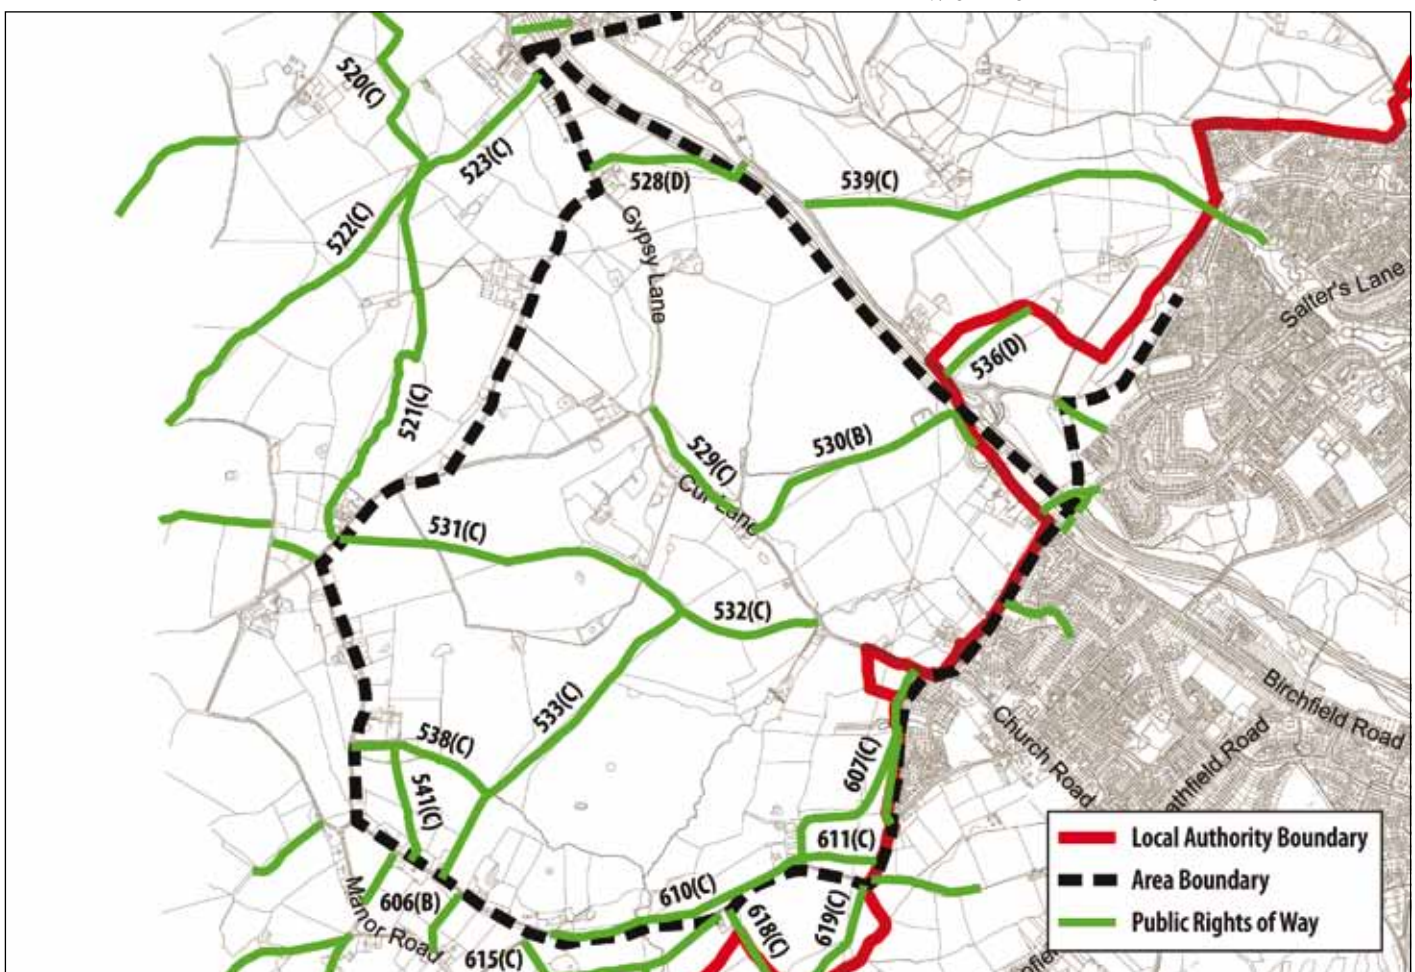 520(C)
523(C)
528(D)
539(C)
522(C)
Gypsy Lane
Salter's Lane
536(D)
521(C)
530(B)
529(C)
Cur Lane
531(C)
532(C)
533(C)
538(C)
Birchfield Road
Church Road
607(C)
541(C)
611(C)
610(C)
606(B)
Manor Road
618(C)
619(C)
615(C)
Local Authority Boundary
Area Boundary
Public Rights of Way